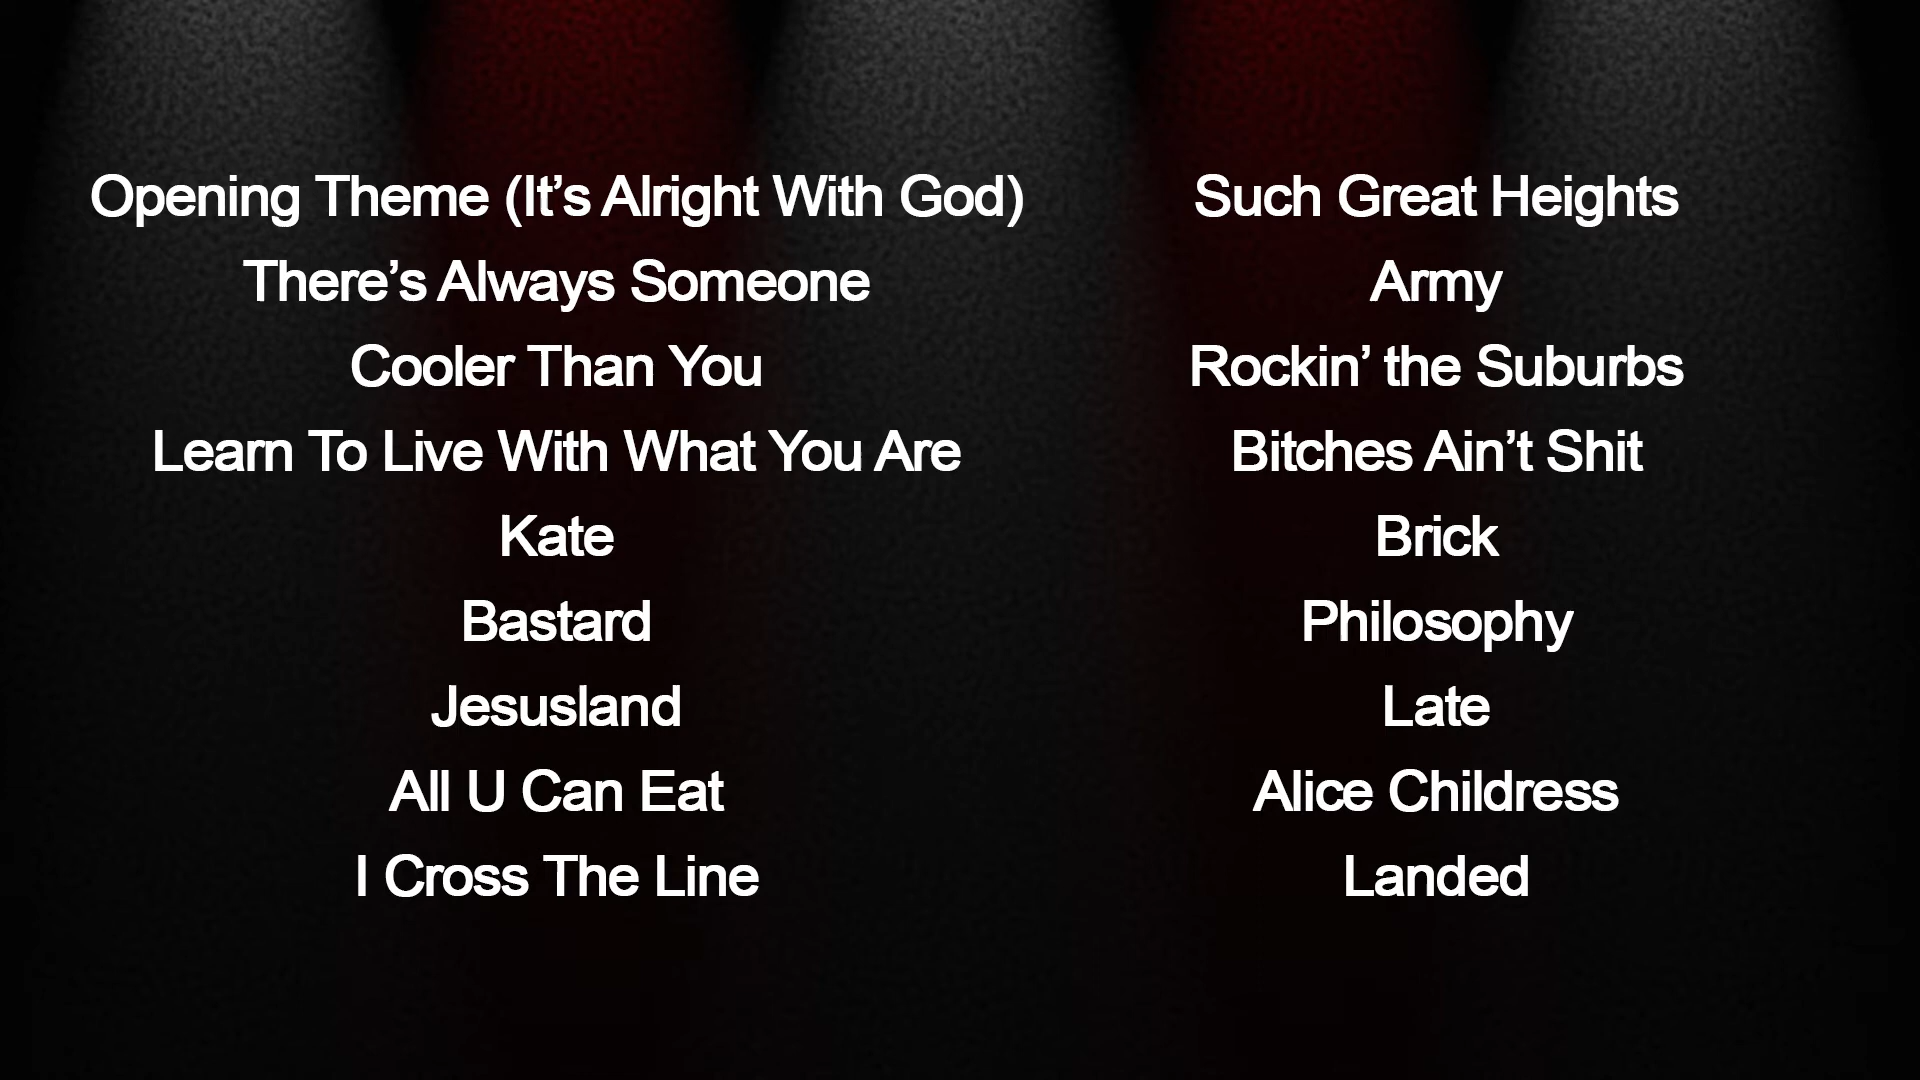 Opening Theme (It’s Alright With God)
There’s Always Someone
Cooler Than You
Learn To Live With What You Are
Kate
Bastard
Jesusland
All U Can Eat
I Cross The Line
Such Great Heights
Army
Rockin’ the Suburbs
Bitches Ain’t Shit
Brick
Philosophy
Late
Alice Childress
Landed